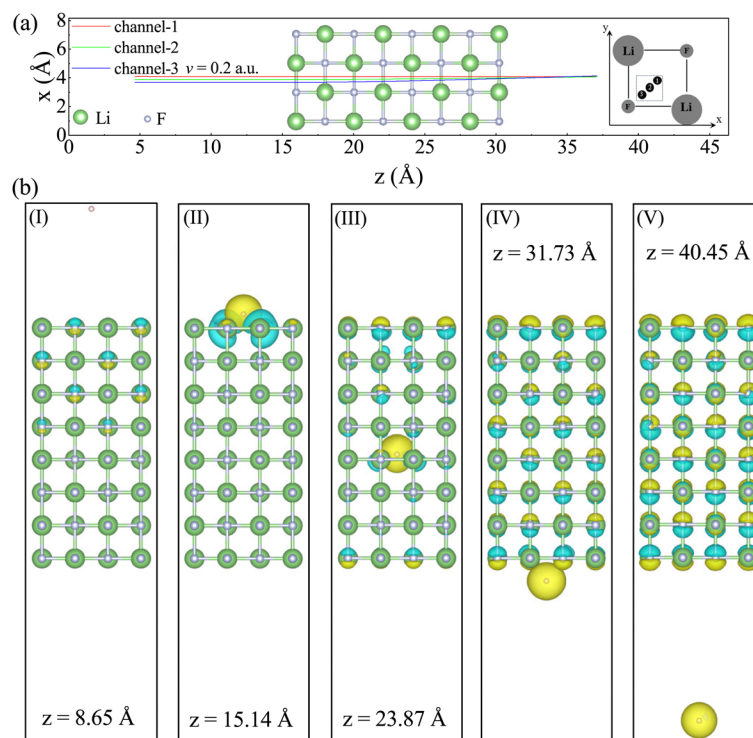 (a)
channel-1
channel-2
channel-3 v = 0.2 a.u.
x (Å)
8
6
4
2
0
Li F
y
Li F
1
2
3
F Li
x
0 5 10 15 20 25 30 35 40 45
z (Å)
(b)
(I) (II) (III) (IV) (V)
z = 31.73 Å z = 40.45 Å
z = 8.65 Å z = 15.14 Å z = 23.87 Å